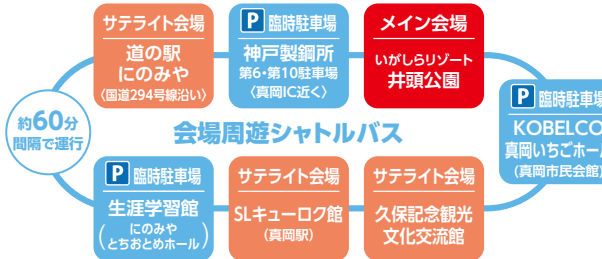 サテライト会場
道の駅
にのみや
〈国道294号線沿い〉
P 臨時駐車場
神戸製鋼所
第6・第10駐車場
〈真岡IC近く〉
メイン会場
いがしらリゾート
井頭公園
約60分
間隔で運行
会場周遊シャトルバス
P 臨時駐車場
KOBELCO
真岡いちごホール
(真岡市民会館)
P 臨時駐車場
生涯学習館
(にのみや
とちおとめホール)
サテライト会場
SLキューロク館
(真岡駅)
サテライト会場
久保記念観光
文化交流館